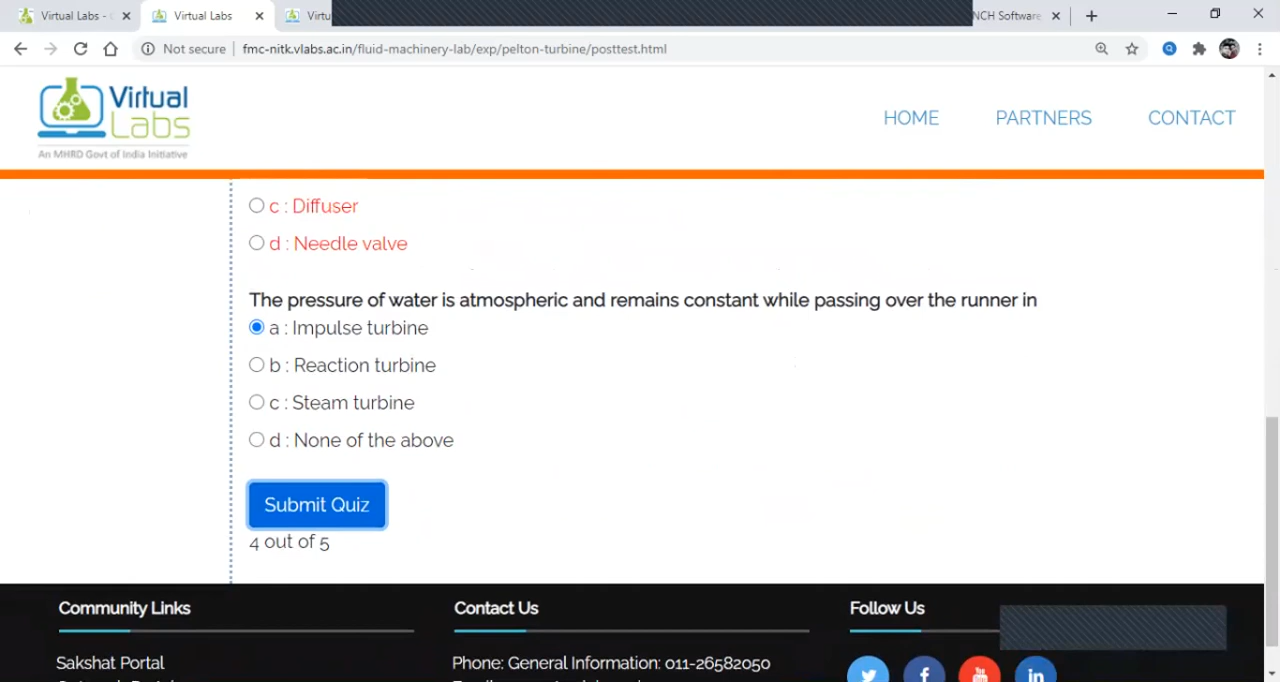 Virtual Labs -
Virtual Labs
Virtu
NCH Software
Not secure
fmc-nitk.vlabs.ac.in/fluid-machinery-lab/exp/pelton-turbine/posttest.html
Virtual
Labs
An MHRD Govt of India Initiative
HOME
PARTNERS
CONTACT
c : Diffuser
d : Needle valve
The pressure of water is atmospheric and remains constant while passing over the runner in
a : Impulse turbine
b : Reaction turbine
c : Steam turbine
d : None of the above
Submit Quiz
4 out of 5
Community Links
Contact Us
Follow Us
Sakshat Portal
Phone: General Information: 011-26582050